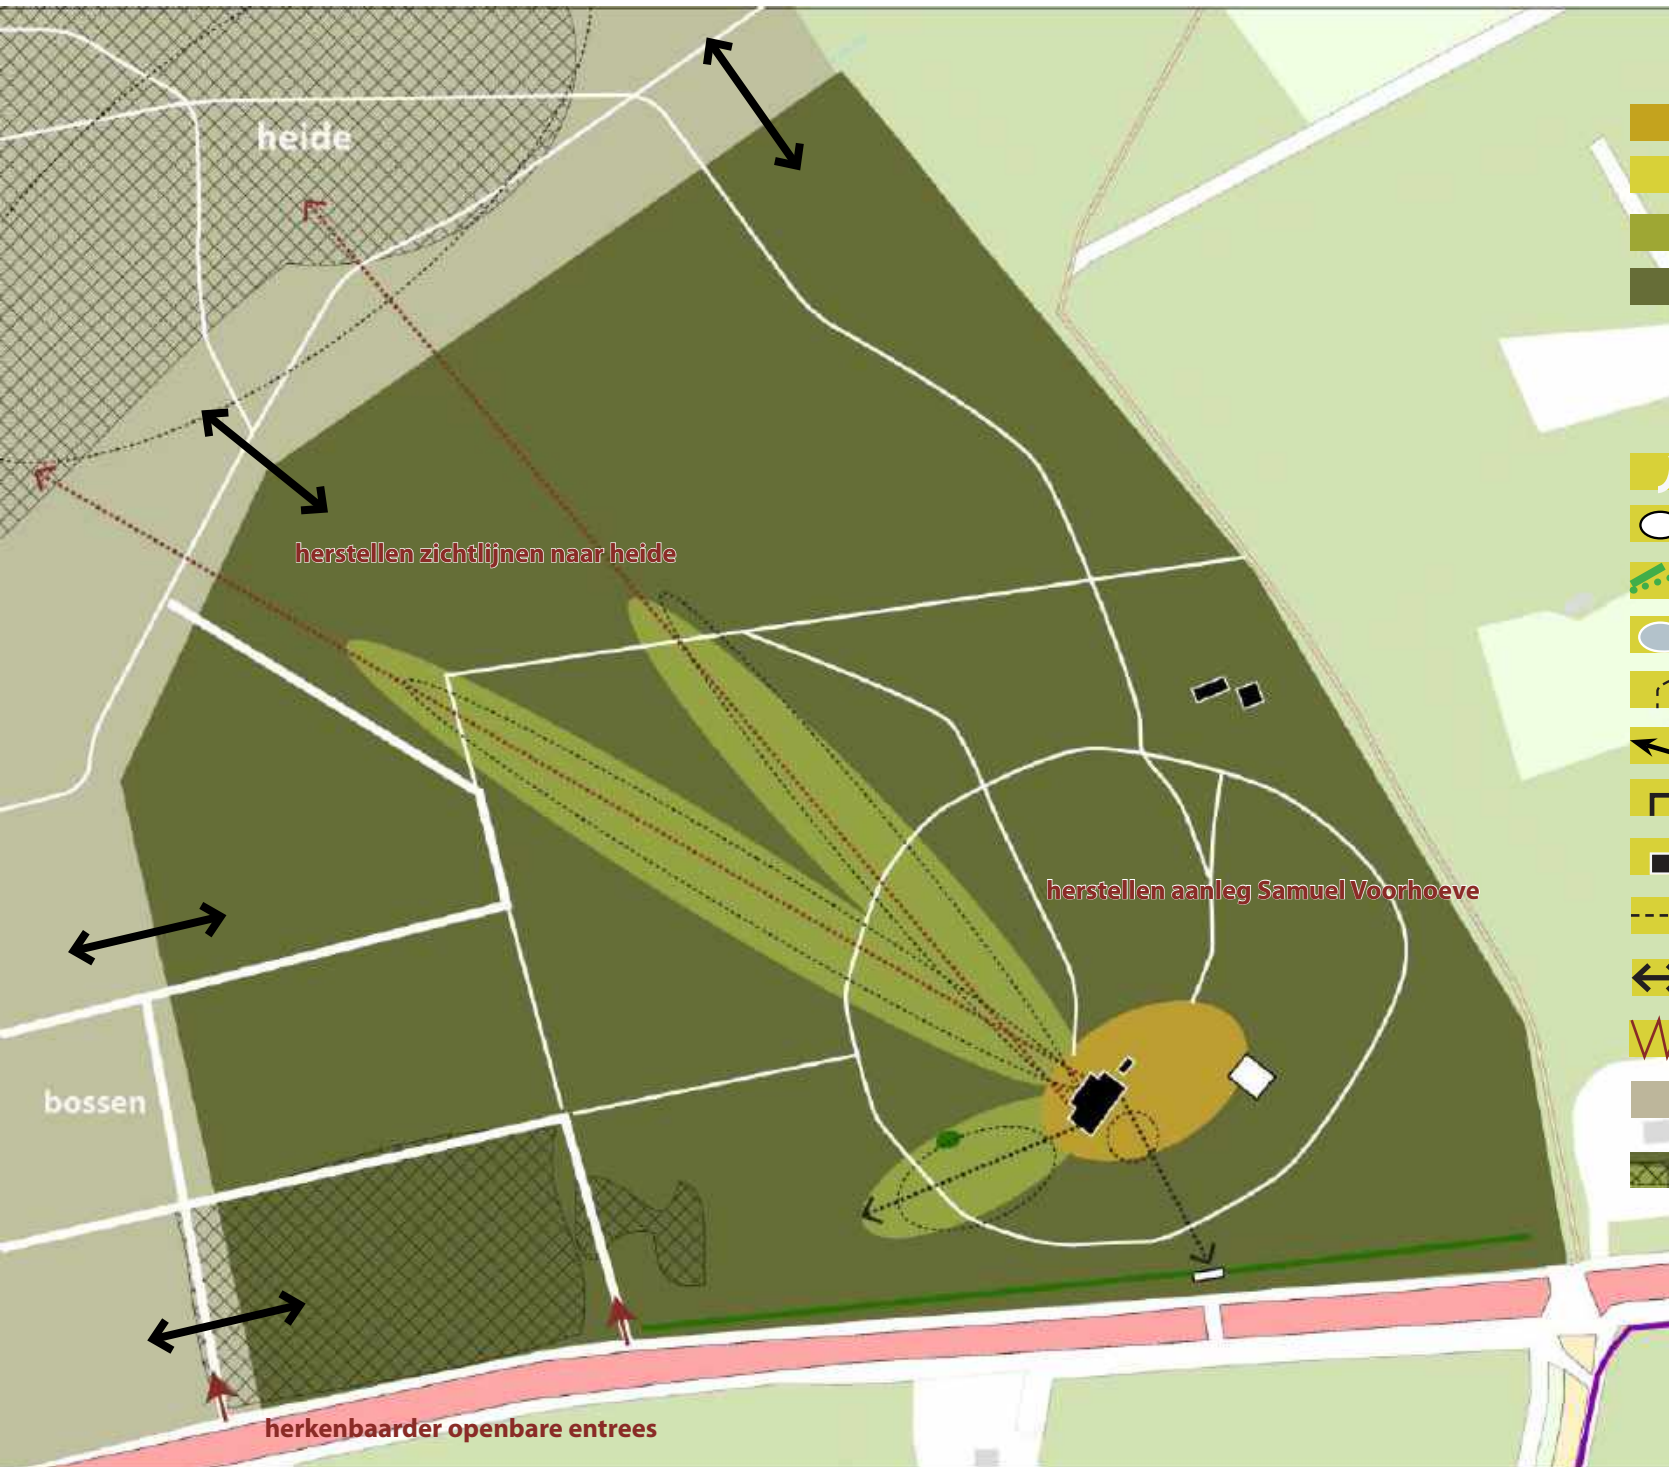 heide
herstellen zichtlijnen naar heide
herstellen aanleg Samuel Voorhoeve
bossen
herkenbaarder openbare entrees